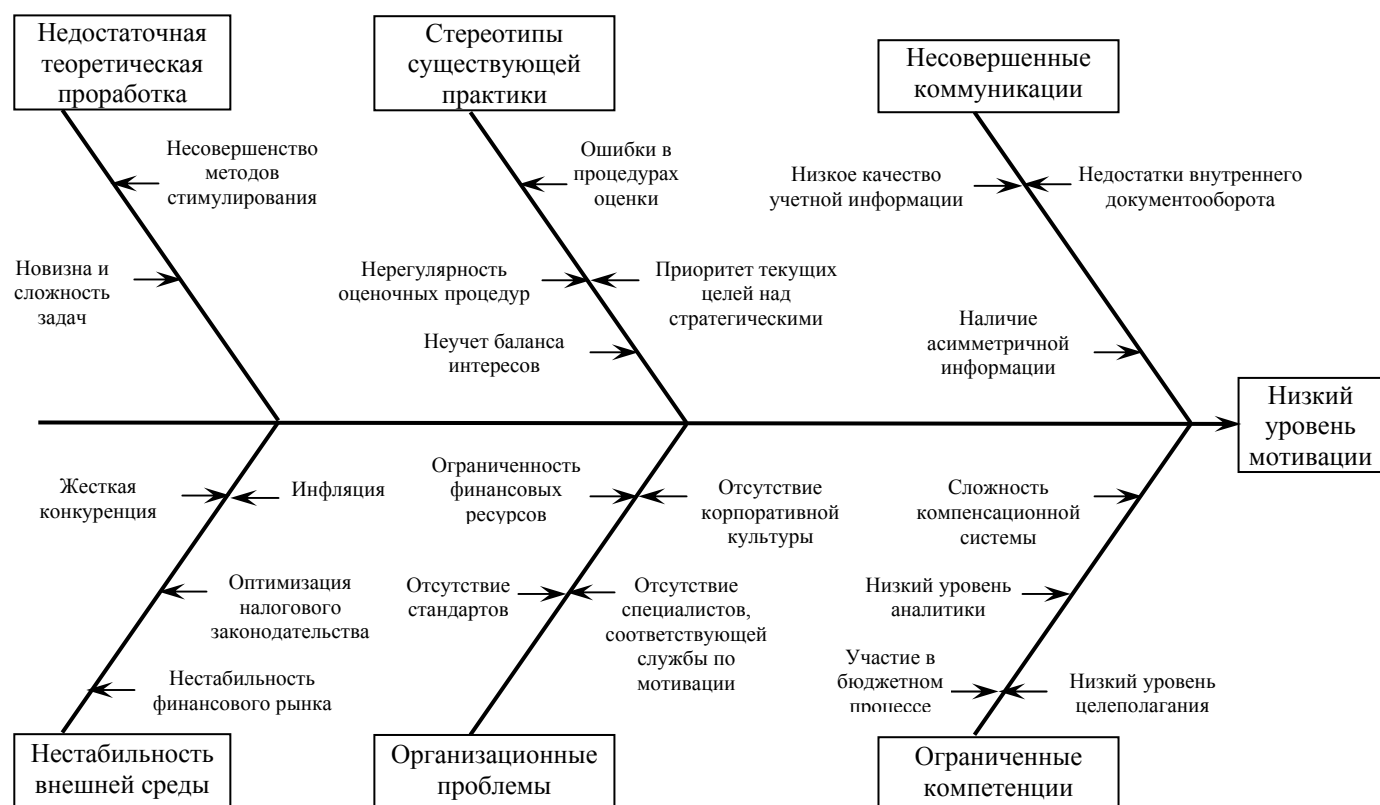 Недостаточная
теоретическая
проработка
Стереотипы
существующей
практики
Несовершенные
коммуникации
Несовершенство
методов
стимулирования
Новизна и
сложность
задач
Ошибки в
процедурах
оценки
Нерегулярность
оценочных процедур
Приоритет текущих
целей над
стратегическими
Неучет баланса
интересов
Низкое качество
учетной информации
Недостатки внутреннего
документооборота
Наличие
асимметричной
информации
Низкий
уровень
мотивации
Жесткая
конкуренция
Инфляция
Оптимизация
налогового
законодательства
Нестабильность
финансового рынка
Ограниченность
финансовых
ресурсов
Отсутствие
корпоративной
культуры
Отсутствие
стандартов
Отсутствие
специалистов,
соответствующей
службы по
мотивации
Сложность
компенсационной
системы
Низкий уровень
аналитики
Участие в
бюджетном
процессе
Низкий уровень
целеполагания
Нестабильность
внешней среды
Организационные
проблемы
Ограниченные
компетенции